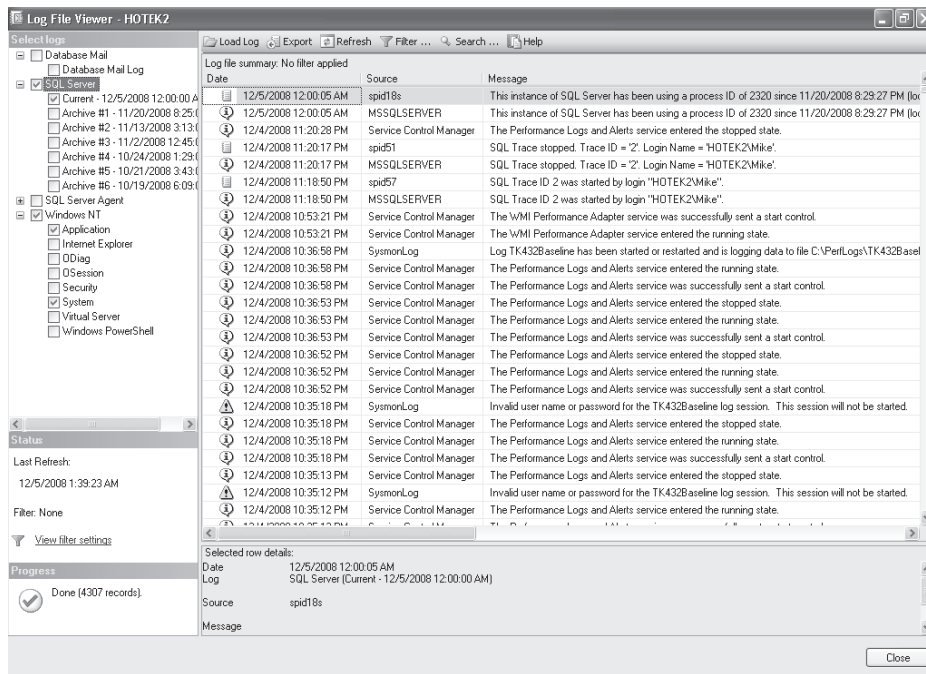 Log File Viewer - HOTEK2
Select logs
Database Mail
Database Mail Log
SQL Server
Current - 12/5/2008 12:00:00 A
Archive #1 - 11/20/2008 8:25:(
Archive #2 - 11/13/2008 3:13:(
Archive #3 - 11/2/2008 12:45:(
Archive #4 - 10/24/2008 1:29:(
Archive #5 - 10/21/2008 3:43:(
Archive #6 - 10/19/2008 6:09:(
SQL Server Agent
Windows NT
Application
Internet Explorer
ODiag
OSession
Security
System
Virtual Server
Windows PowerShell
Status
Last Refresh:
12/5/2008 1:39:23 AM
Filter: None
View filter settings
Progress
Done (4307 records).
Load Log Export Refresh Filter ... Search ... Help
Log file summary: No filter applied
Date Source Message
12/5/2008 12:00:05 AM spid18s This instance of SQL Server has been using a process ID of 2320 since 11/20/2008 8:29:27 PM (loc
12/5/2008 12:00:05 AM MSSQLSERVER This instance of SQL Server has been using a process ID of 2320 since 11/20/2008 8:29:27 PM (loc
12/4/2008 11:20:28 PM Service Control Manager The Performance Logs and Alerts service entered the stopped state.
12/4/2008 11:20:17 PM spid51 SQL Trace stopped. Trace ID = '2'. Login Name = 'HOTEK2\Mike'.
12/4/2008 11:20:17 PM MSSQLSERVER SQL Trace stopped. Trace ID = '2'. Login Name = 'HOTEK2\Mike'.
12/4/2008 11:18:50 PM spid57 SQL Trace ID 2 was started by login "HOTEK2\Mike".
12/4/2008 11:18:50 PM MSSQLSERVER SQL Trace ID 2 was started by login "HOTEK2\Mike".
12/4/2008 10:53:21 PM Service Control Manager The WMI Performance Adapter service was successfully sent a start control.
12/4/2008 10:53:21 PM Service Control Manager The WMI Performance Adapter service entered the running state.
12/4/2008 10:36:58 PM SysmonLog Log TK432Baseline has been started or restarted and is logging data to file C:\PerfLogs\TK432Basel
12/4/2008 10:36:58 PM Service Control Manager The Performance Logs and Alerts service entered the running state.
12/4/2008 10:36:58 PM Service Control Manager The Performance Logs and Alerts service was successfully sent a start control.
12/4/2008 10:36:53 PM Service Control Manager The Performance Logs and Alerts service entered the stopped state.
12/4/2008 10:36:53 PM Service Control Manager The Performance Logs and Alerts service entered the running state.
12/4/2008 10:36:53 PM Service Control Manager The Performance Logs and Alerts service was successfully sent a start control.
12/4/2008 10:36:52 PM Service Control Manager The Performance Logs and Alerts service entered the stopped state.
12/4/2008 10:36:52 PM Service Control Manager The Performance Logs and Alerts service entered the running state.
12/4/2008 10:36:52 PM Service Control Manager The Performance Logs and Alerts service was successfully sent a start control.
12/4/2008 10:35:18 PM SysmonLog Invalid user name or password for the TK432Baseline log session. This session will not be started.
12/4/2008 10:35:18 PM Service Control Manager The Performance Logs and Alerts service entered the stopped state.
12/4/2008 10:35:18 PM Service Control Manager The Performance Logs and Alerts service entered the running state.
12/4/2008 10:35:18 PM Service Control Manager The Performance Logs and Alerts service was successfully sent a start control.
12/4/2008 10:35:13 PM Service Control Manager The Performance Logs and Alerts service entered the stopped state.
12/4/2008 10:35:12 PM SysmonLog Invalid user name or password for the TK432Baseline log session. This session will not be started.
12/4/2008 10:35:12 PM Service Control Manager The Performance Logs and Alerts service entered the running state.
Selected row details:
Date 12/5/2008 12:00:05 AM
Log SQL Server (Current - 12/5/2008 12:00:00 AM)
Source spid18s
Message
Close